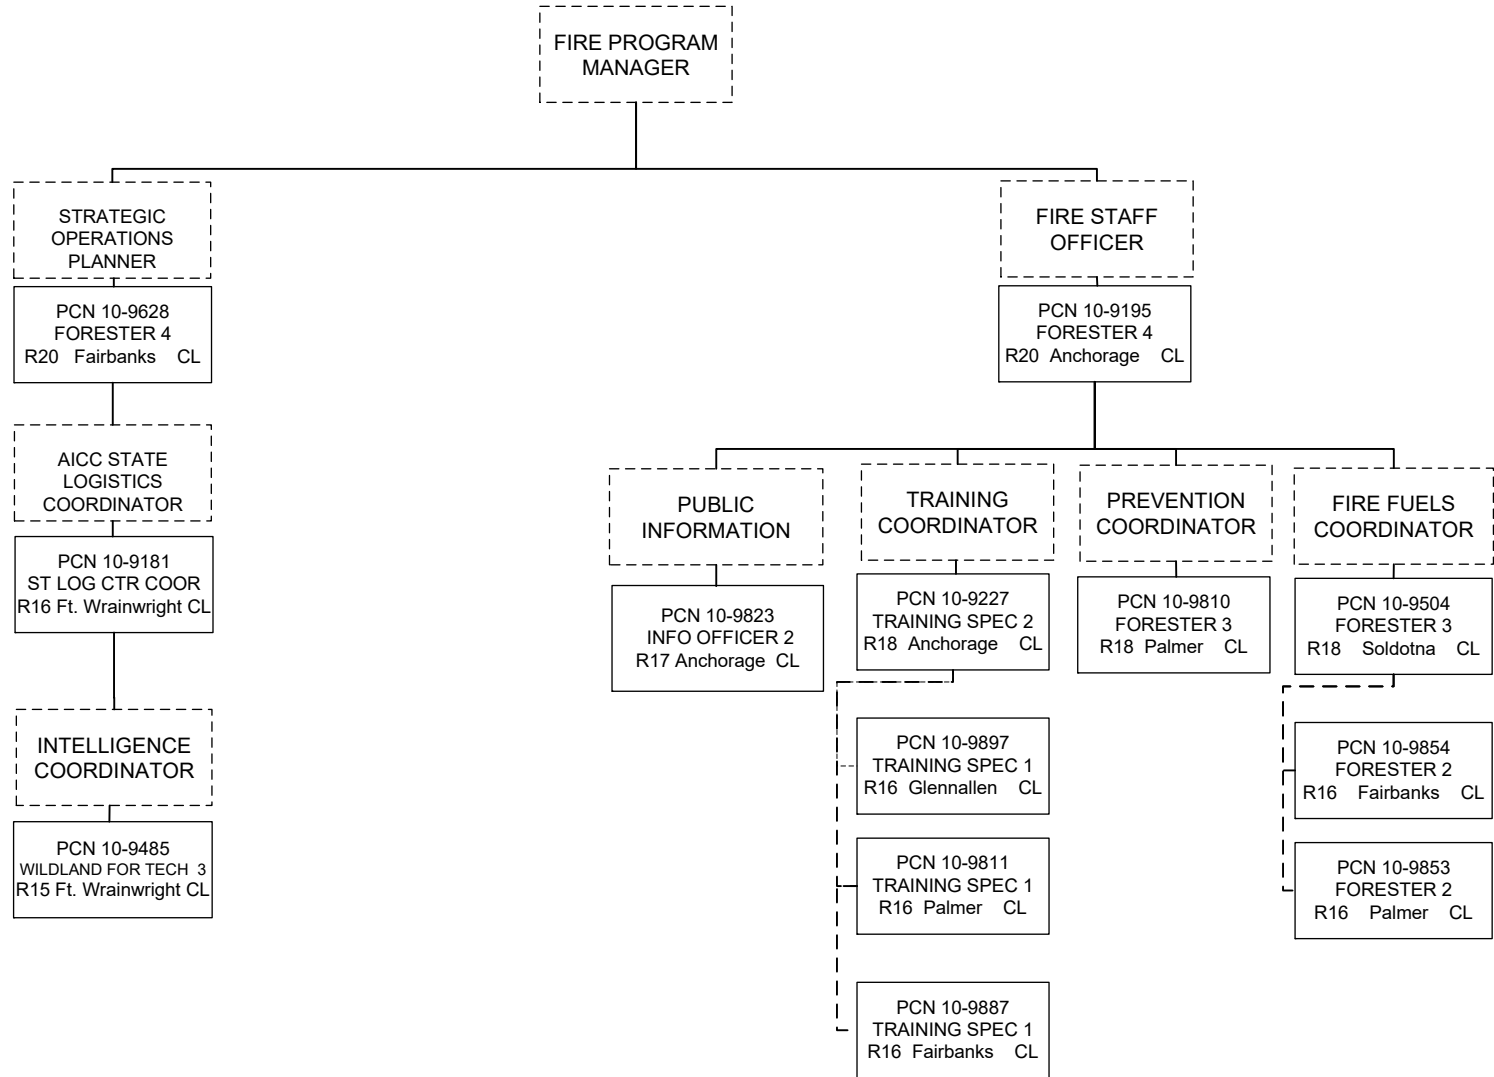 FIRE PROGRAM
MANAGER
STRATEGIC
OPERATIONS
PLANNER
PCN 10-9628
FORESTER 4
R20 Fairbanks CL
AICC STATE
LOGISTICS
COORDINATOR
PCN 10-9181
ST LOG CTR COOR
R16 Ft. Wrainwright CL
INTELLIGENCE
COORDINATOR
PCN 10-9485
WILDLAND FOR TECH 3
R15 Ft. Wrainwright CL
FIRE STAFF
OFFICER
PCN 10-9195
FORESTER 4
R20 Anchorage CL
PUBLIC
INFORMATION
PCN 10-9823
INFO OFFICER 2
R17 Anchorage CL
TRAINING
COORDINATOR
PCN 10-9227
TRAINING SPEC 2
R18 Anchorage CL
PCN 10-9897
TRAINING SPEC 1
R16 Glennallen CL
PCN 10-9811
TRAINING SPEC 1
R16 Palmer CL
PCN 10-9887
TRAINING SPEC 1
R16 Fairbanks CL
PREVENTION
COORDINATOR
PCN 10-9810
FORESTER 3
R18 Palmer CL
FIRE FUELS
COORDINATOR
PCN 10-9504
FORESTER 3
R18 Soldotna CL
PCN 10-9854
FORESTER 2
R16 Fairbanks CL
PCN 10-9853
FORESTER 2
R16 Palmer CL